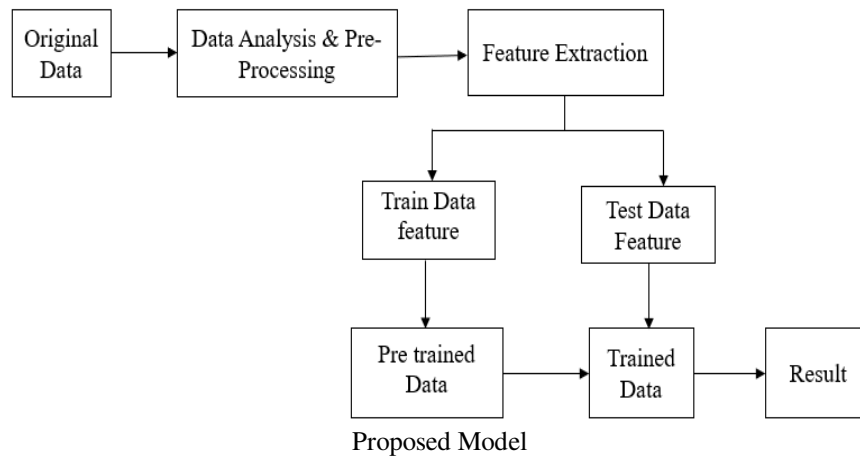 Original
Data
Data Analysis & Pre-
Processing
Feature Extraction
Train Data
feature
Test Data
Feature
Pre trained
Data
Trained
Data
Result
Proposed Model